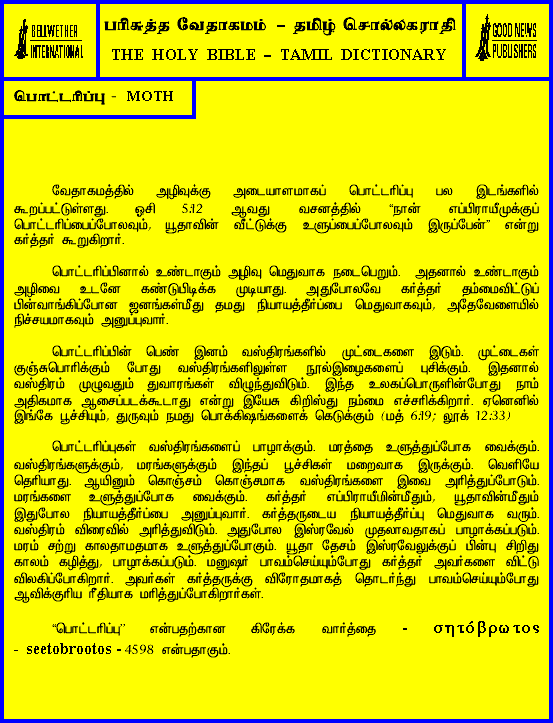 BELLWETHER
INTERNATIONAL
பரிசுத்த வேதாகமம் – தமிழ் சொல்லகராதி
THE HOLY BIBLE – TAMIL DICTIONARY
GOOD NEWS
PUBLISHERS
பொட்டரிப்பு - MOTH
வேதாகமத்தில் அழிவுக்கு அடையாளமாகப் பொட்டரிப்பு பல இடங்களில்
கூறப்பட்டுள்ளது. ஓசி 5:12 ஆவது வசனத்தில் “நான் எப்பிராயீமுக்குப்
பொட்டரிப்பைப்போலவும், யூதாவின் வீட்டுக்கு உளுப்பைப்போலவும் இருப்பேன்” என்று
கர்த்தர் கூறுகிறார்.
பொட்டரிப்பினால் உண்டாகும் அழிவு மெதுவாக நடைபெறும். அதனால் உண்டாகும்
அழிவை உடனே கண்டுபிடிக்க முடியாது. அதுபோலவே கர்த்தர் தம்மைவிட்டுப்
பின்வாங்கிப்போன ஜனங்கள்மீது தமது நியாயத்தீர்ப்பை மெதுவாகவும், அதேவேளையில்
நிச்சயமாகவும் அனுப்புவார்.
பொட்டரிப்பின் பெண் இனம் வஸ்திரங்களில் முட்டைகளை இடும். முட்டைகள்
குஞ்சுபொரிக்கும் போது வஸ்திரங்களிலுள்ள நூல்இழைகளைப் புசிக்கும். இதனால்
வஸ்திரம் முழுவதும் துவாரங்கள் விழுந்துவிடும். இந்த உலகப்பொருளின்போது நாம்
அதிகமாக ஆசைப்படக்கூடாது என்று இயேசு கிறிஸ்து நம்மை எச்சரிக்கிறார். ஏனெனில்
இங்கே பூச்சியும், துருவும் நமது பொக்கிஷங்களைக் கெடுக்கும் (மத் 6:19; லூக் 12:33)
பொட்டரிப்புகள் வஸ்திரங்களைப் பாழாக்கும். மரத்தை உளுத்துப்போக வைக்கும்.
வஸ்திரங்களுக்கும், மரங்களுக்கும் இந்தப் பூச்சிகள் மறைவாக இருக்கும். வெளியே
தெரியாது. ஆயினும் கொஞ்சம் கொஞ்சமாக வஸ்திரங்களை இவை அரித்துப்போடும்.
மரங்களை உளுத்துப்போக வைக்கும். கர்த்தர் எப்பிராயீமின்மீதும், யூதாவின்மீதும்
இதுபோல நியாயத்தீர்ப்பை அனுப்புவார். கர்த்தருடைய நியாயத்தீர்ப்பு மெதுவாக வரும்.
வஸ்திரம் விரைவில் அரித்துவிடும். அதுபோல இஸ்ரவேல் முதலாவதாகப் பாழாக்கப்படும்.
மரம் சற்று காலதாமதமாக உளுத்துப்போகும். யூதா தேசம் இஸ்ரவேலுக்குப் பின்பு சிறிது
காலம் கழித்து, பாழாக்கப்படும். மனுஷர் பாவம்செய்யும்போது கர்த்தர் அவர்களை விட்டு
விலகிப்போகிறார். அவர்கள் கர்த்தருக்கு விரோதமாகத் தொடர்ந்து பாவம்செய்யும்போது
ஆவிக்குரிய ரீதியாக மரித்துப்போகிறார்கள்.
“பொட்டரிப்பு” என்பதற்கான கிரேக்க வார்த்தை - σητόβρωτος
- seetobrootos - 4598 என்பதாகும்.